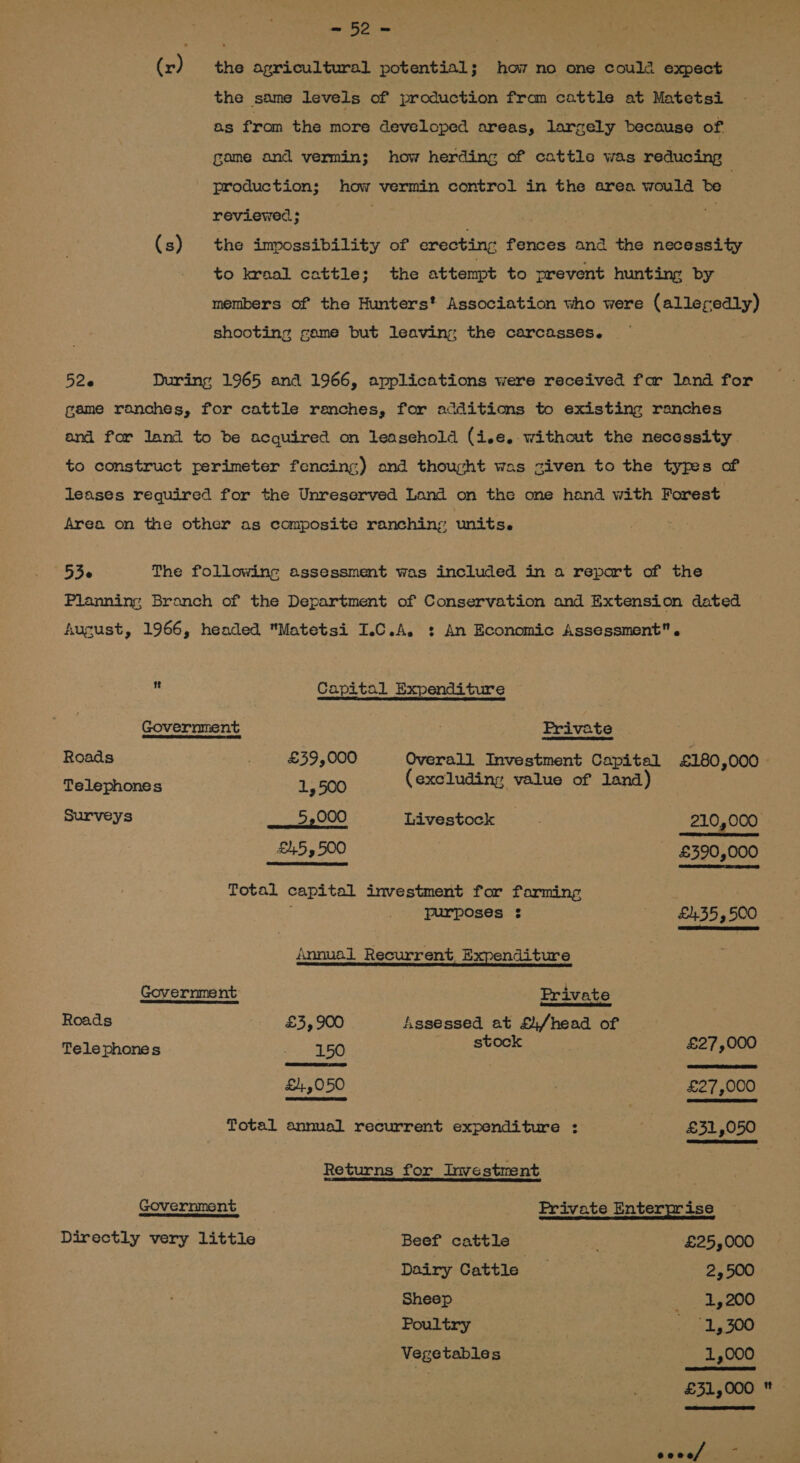 - 52 -
(r) the agricultural potential; how no one could expect
the same levels of production from cattle at Matetsi
as from the more developed areas, largely because of
game and vermin; how herding of cattle was reducing
production; how vermin control in the area would be
reviewed;
(s) the impossibility of erecting fences and the necessity
to kraal cattle; the attempt to prevent hunting by
members of the Hunters' Association who were (allegedly)
shooting game but leaving the carcasses.
52. During 1965 and 1966, applications were received for land for
game ranches, for cattle ranches, for additions to existing ranches
and for land to be acquired on leasehold (i.e. without the necessity
to construct perimeter fencing) and thought was given to the types of
leases required for the Unreserved Land on the one hand with Forest
Area on the other as composite ranching units.
53. The following assessment was included in a report of the
Planning Branch of the Department of Conservation and Extension dated
August, 1966, headed "Matetsi I.C.A. : An Economic Assessment".
" Capital Expenditure
Government Private
Roads £39,000 Overall Investment Capital £180,000
Telephones 1,500 (excluding value of land)
Surveys 5,000 Livestock 210,000
£45,500 £390,000
Total capital investment for farming
purposes : £435,500
Annual Recurrent Expenditure
Government Private
Roads £3,900 Assessed at £4/head of
Telephones 150 stock £27,000
£4,050 £27,000
Total annual recurrent expenditure : £31,050
Returns for Investment
Government Private Enterprise
Directly very little Beef cattle £25,000
Dairy Cattle 2,500
Sheep 1,200
Poultry 1,300
Vegetables 1,000
£31,000 "
..../